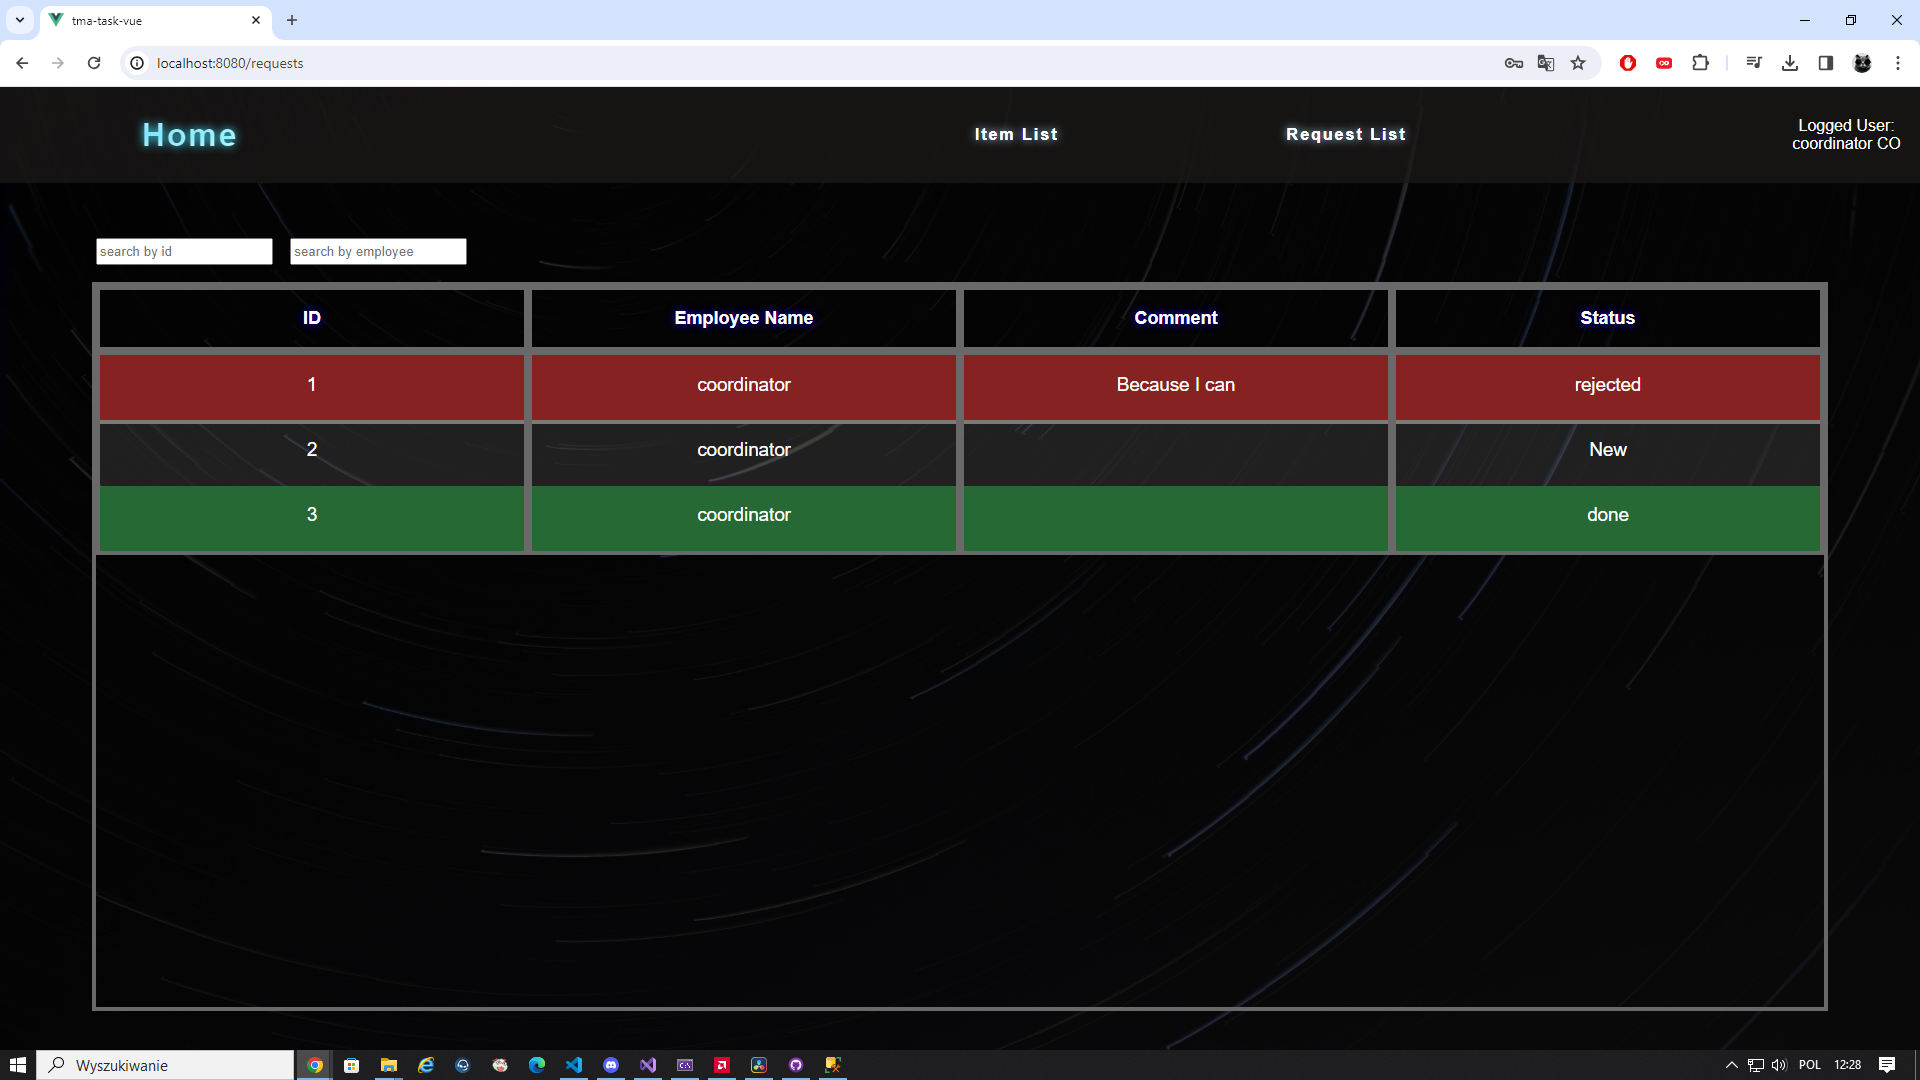 tma-task-vue
localhost:8080/requests
Home
Item List
Request List
Logged User:
coordinator CO
search by id
search by employee
ID Employee Name Comment Status
1 coordinator Because I can rejected
2 coordinator New
3 coordinator done
Wyszukiwanie
POL 12:28